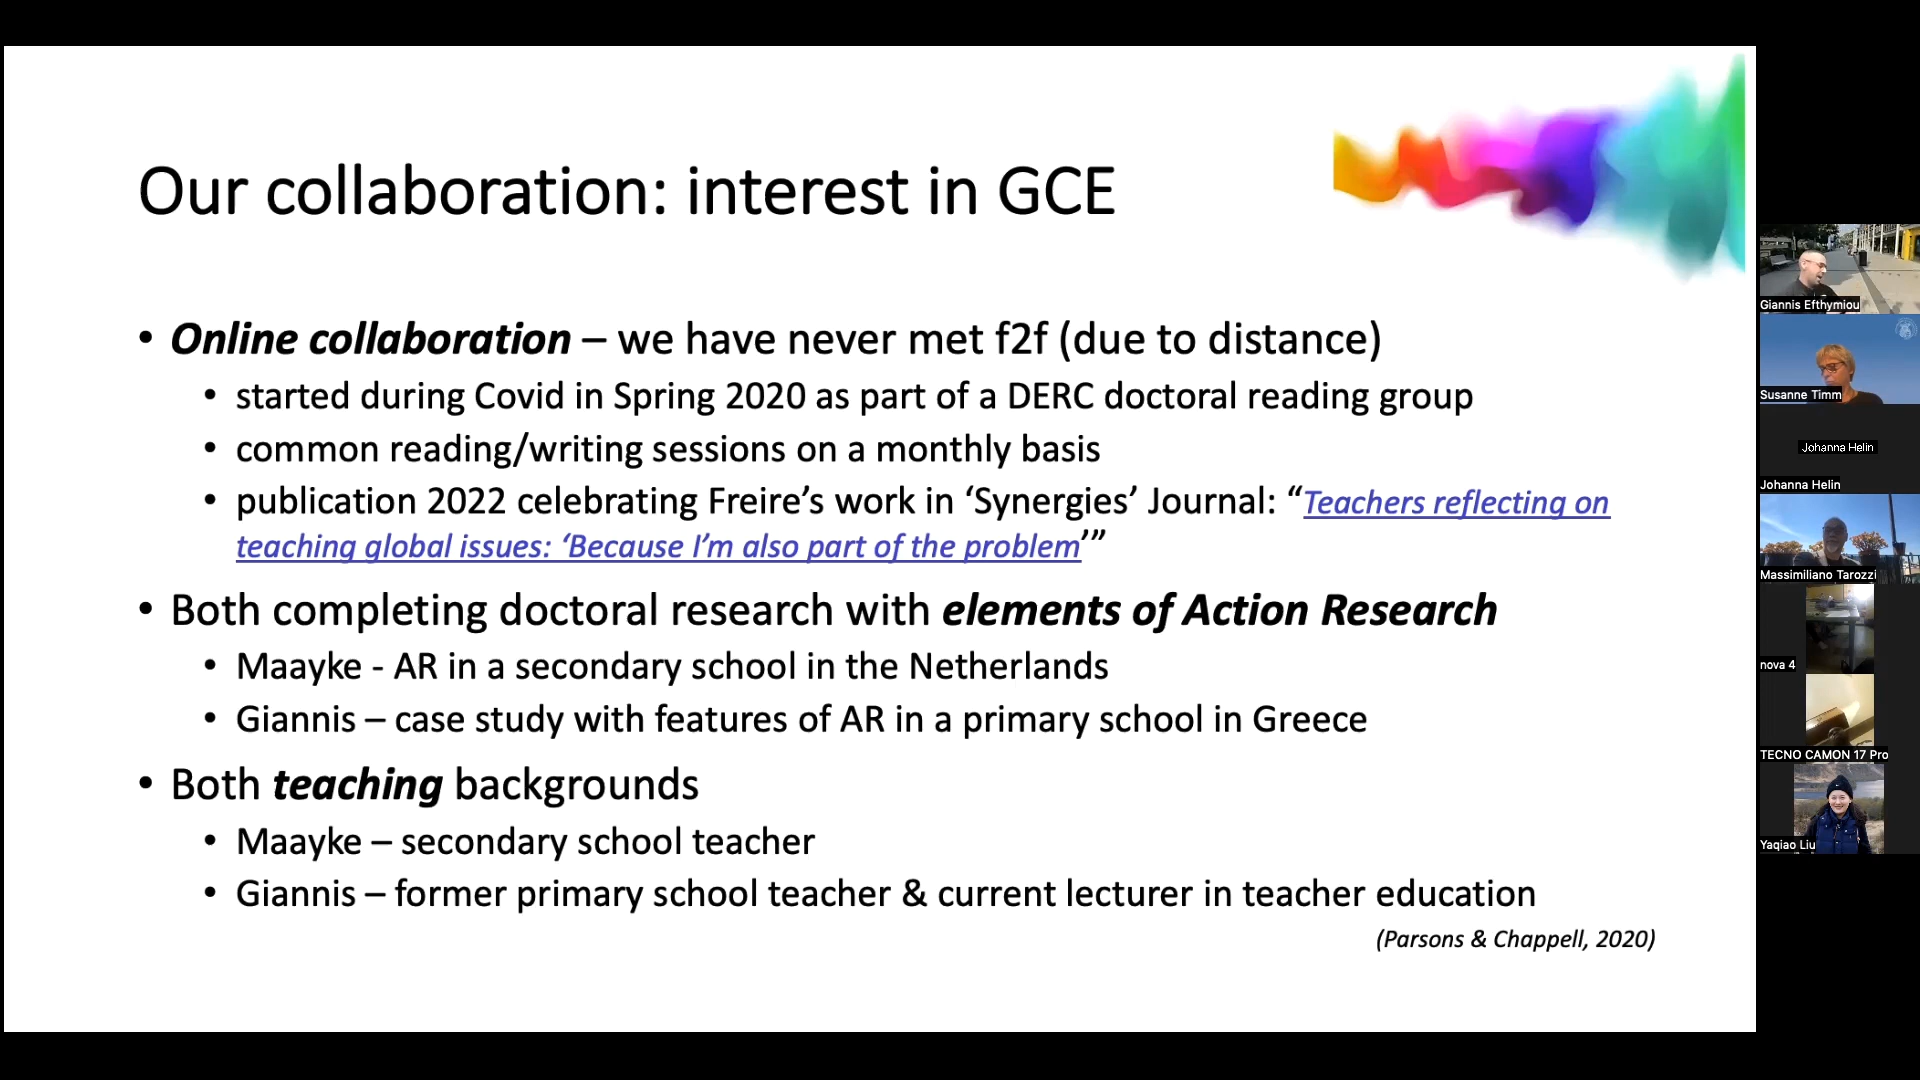 Our collaboration: interest in GCE
• Online collaboration – we have never met f2f (due to distance)
• started during Covid in Spring 2020 as part of a DERC doctoral reading group
• common reading/writing sessions on a monthly basis
• publication 2022 celebrating Freire’s work in ‘Synergies’ Journal: “Teachers reflecting on
teaching global issues: ‘Because I’m also part of the problem’”
• Both completing doctoral research with elements of Action Research
• Maayke - AR in a secondary school in the Netherlands
• Giannis – case study with features of AR in a primary school in Greece
• Both teaching backgrounds
• Maayke – secondary school teacher
• Giannis – former primary school teacher & current lecturer in teacher education
(Parsons & Chappell, 2020)
Giannis Efthymiou
Susanne Timm
Johanna Helin
Johanna Helin
Massimiliano Tarozzi
nova 4
TECNO CAMON 17 Pro
Yaqiao Liu